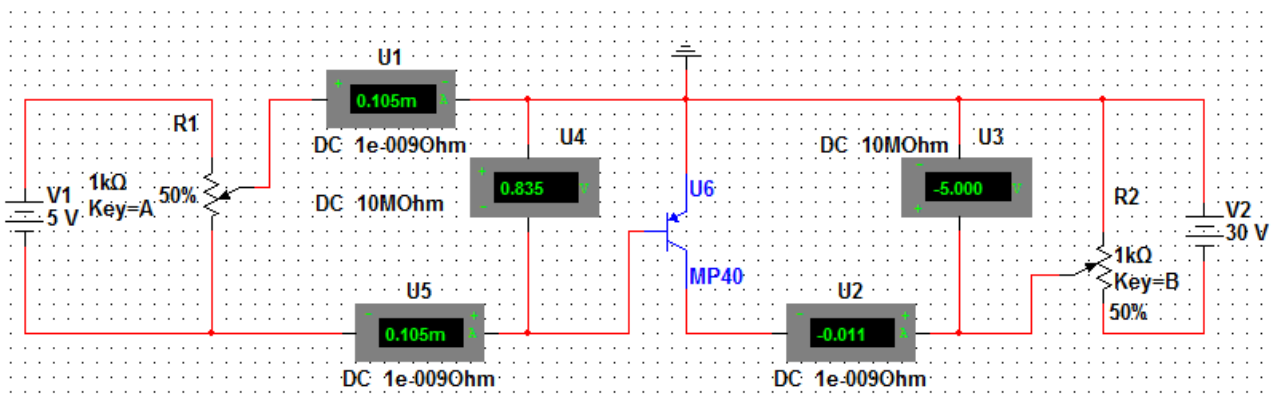 U1
+ -
0.105m A
DC 1e-009Ohm
R1
1kΩ
Key=A
50%
V1
5 V
U4
+
0.835 V
-
DC 10MOhm
U6
MP40
DC 10MOhm
U3
-
-5.000 V
+
R2
1kΩ
Key=B
50%
V2
30 V
U5
- +
0.105m A
DC 1e-009Ohm
U2
- +
-0.011 A
DC 1e-009Ohm